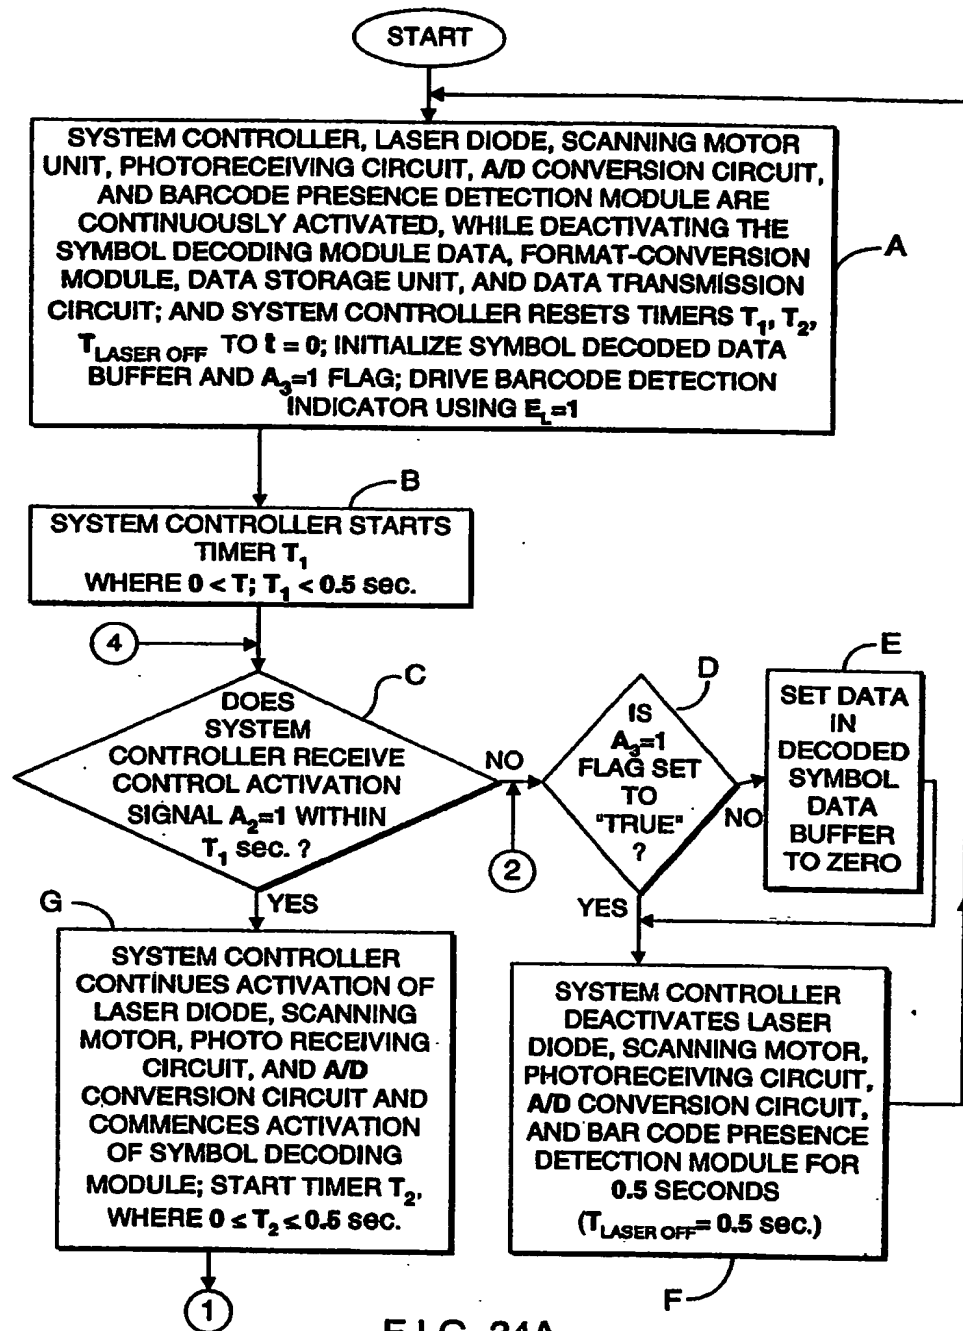 START
SYSTEM CONTROLLER, LASER DIODE, SCANNING MOTOR
UNIT, PHOTORECEIVING CIRCUIT, A/D CONVERSION CIRCUIT,
AND BARCODE PRESENCE DETECTION MODULE ARE
CONTINUOUSLY ACTIVATED, WHILE DEACTIVATING THE
SYMBOL DECODING MODULE DATA, FORMAT-CONVERSION
MODULE, DATA STORAGE UNIT, AND DATA TRANSMISSION
CIRCUIT; AND SYSTEM CONTROLLER RESETS TIMERS T1, T2,
TLASER OFF TO t = 0; INITIALIZE SYMBOL DECODED DATA
BUFFER AND A3=1 FLAG; DRIVE BARCODE DETECTION
INDICATOR USING EL=1
A
B
SYSTEM CONTROLLER STARTS
TIMER T1
WHERE 0 < T; T1 < 0.5 sec.
4
C
DOES
SYSTEM
CONTROLLER RECEIVE
CONTROL ACTIVATION
SIGNAL A2=1 WITHIN
T1 sec. ?
NO
2
YES
D
IS
A3=1
FLAG SET
TO
"TRUE"
?
NO
YES
E
SET DATA
IN
DECODED
SYMBOL
DATA
BUFFER
TO ZERO
G
SYSTEM CONTROLLER
CONTINUES ACTIVATION OF
LASER DIODE, SCANNING
MOTOR, PHOTO RECEIVING
CIRCUIT, AND A/D
CONVERSION CIRCUIT AND
COMMENCES ACTIVATION
OF SYMBOL DECODING
MODULE; START TIMER T2,
WHERE 0 ≤ T2 ≤ 0.5 sec.
1
SYSTEM CONTROLLER
DEACTIVATES LASER
DIODE, SCANNING MOTOR,
PHOTORECEIVING CIRCUIT,
A/D CONVERSION CIRCUIT,
AND BAR CODE PRESENCE
DETECTION MODULE FOR
0.5 SECONDS
(TLASER OFF= 0.5 sec.)
F
FIG. 24A